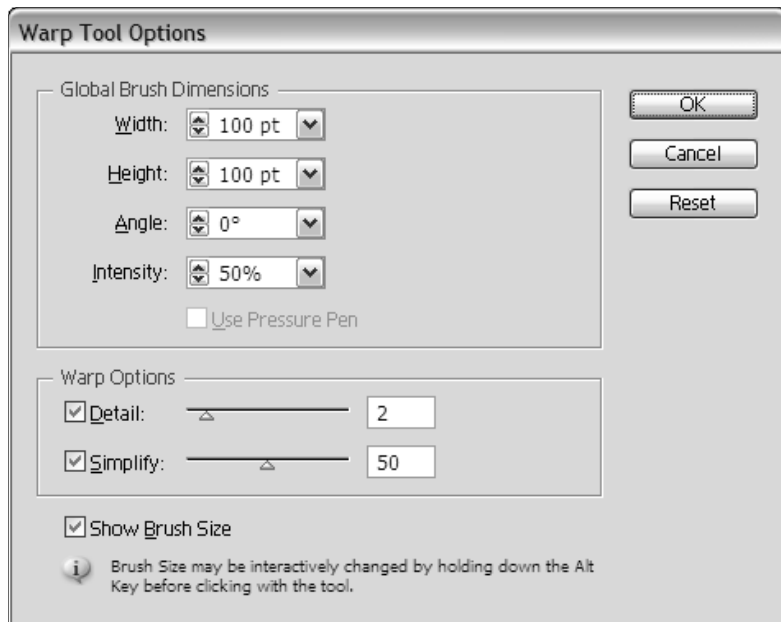 Warp Tool Options
Global Brush Dimensions
Width: 100 pt
Height: 100 pt
Angle: 0°
Intensity: 50%
Use Pressure Pen
OK
Cancel
Reset
Warp Options
Detail: 2
Simplify: 50
Show Brush Size
Brush Size may be interactively changed by holding down the Alt
Key before clicking with the tool.